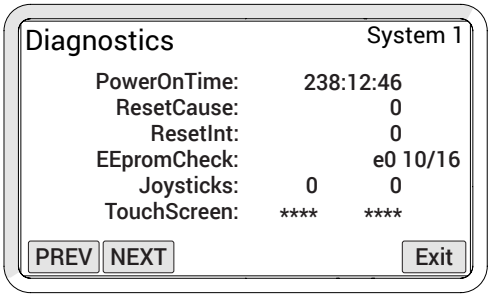 Diagnostics System 1
PowerOnTime: 238:12:46
ResetCause: 0
ResetInt: 0
EEpromCheck: e0 10/16
Joysticks: 0 0
TouchScreen: **** ****
PREV NEXT Exit